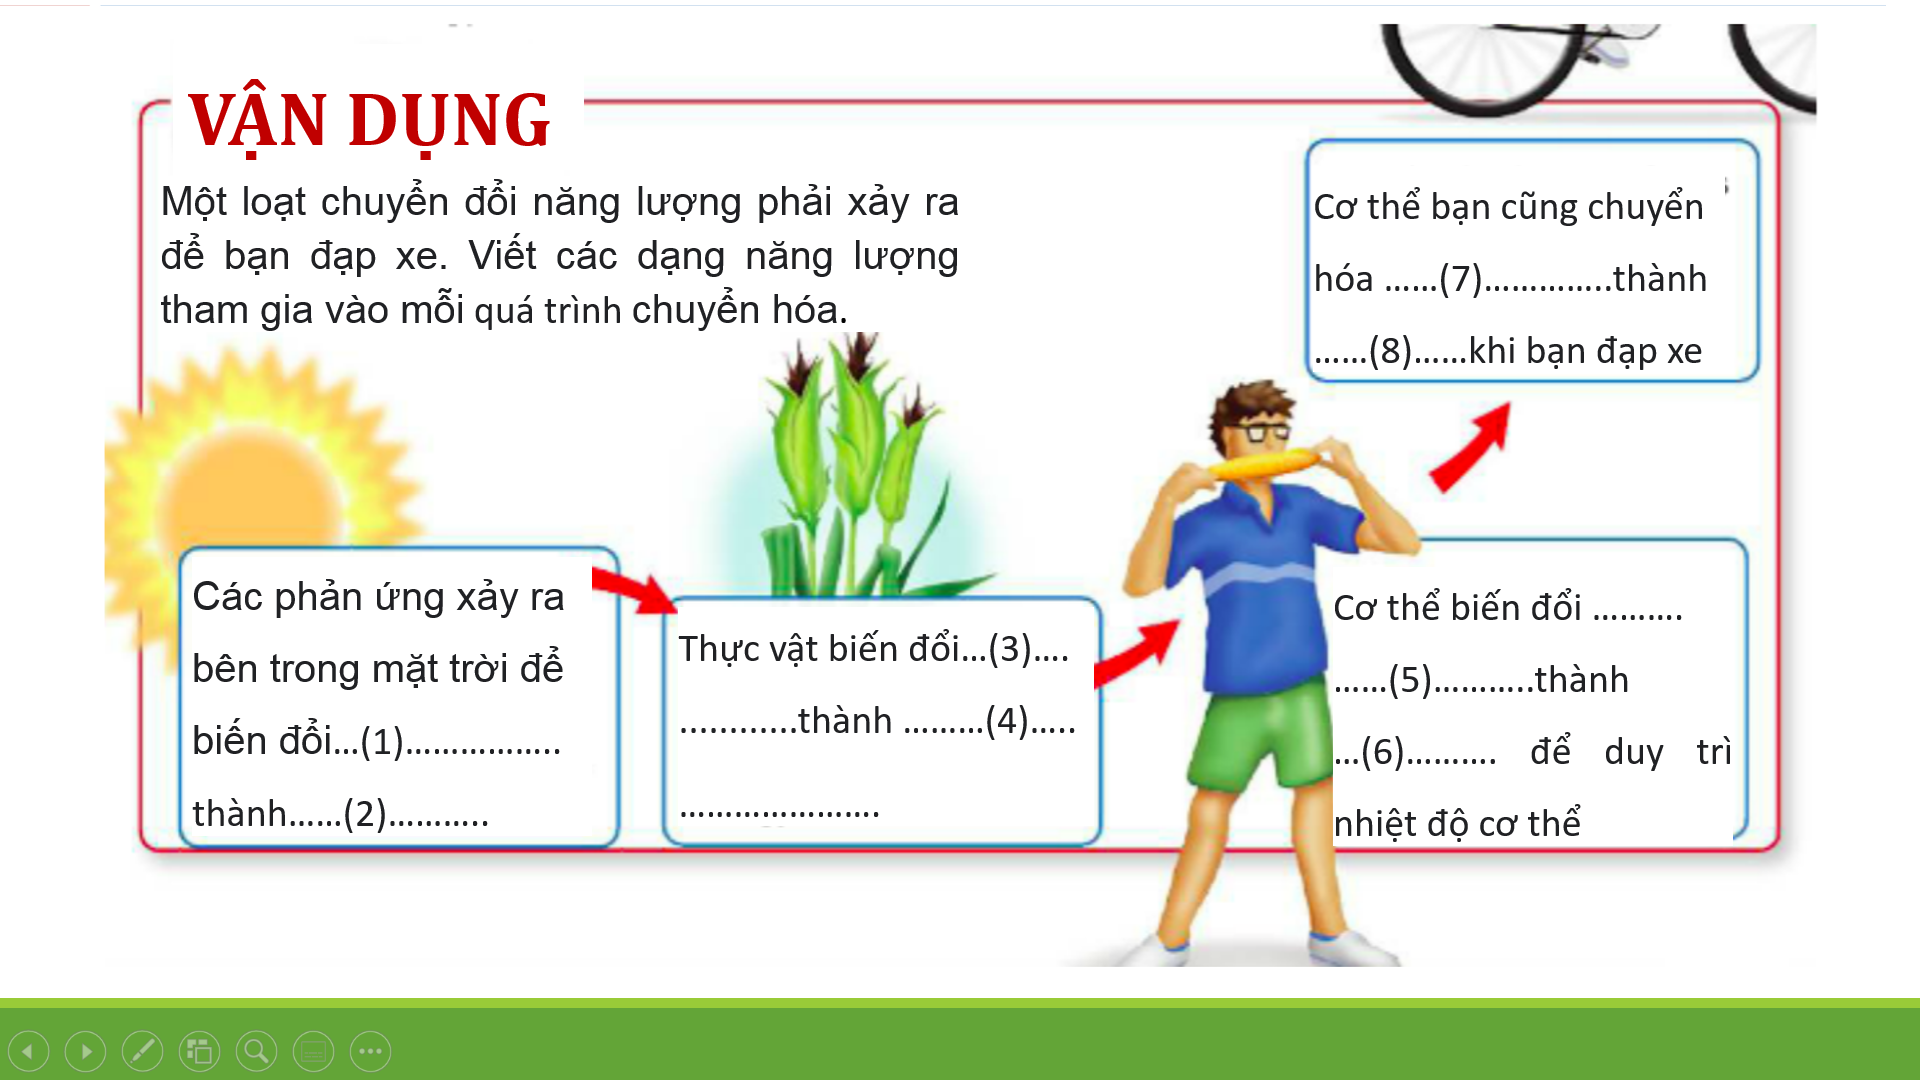 VẬN DỤNG
Một loạt chuyển đổi năng lượng phải xảy ra
để bạn đạp xe. Viết các dạng năng lượng
tham gia vào mỗi quá trình chuyển hóa.
Các phản ứng xảy ra
bên trong mặt trời để
biến đổi...(1)……………..
thành……(2)………..
Thực vật biến đổi…(3)….
.............thành ………(4)…..
………………….
Cơ thể biến đổi ……….
……(5)………..thành
…(6)………. để duy trì
nhiệt độ cơ thể
Cơ thể bạn cũng chuyển
hóa ……(7)…………..thành
……(8)……khi bạn đạp xe